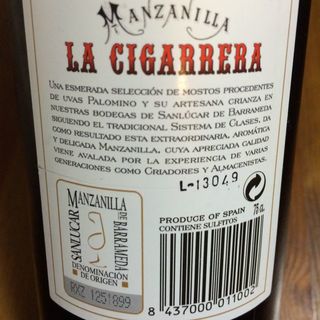 MANZANILLA
LA CIGARRERA
UNA ESMERADA SELECCIÓN DE MOSTOS PROCEDENTES
DE UVAS PALOMINO Y SU ARTESANA CRIANZA EN
NUESTRAS BODEGAS DE SANLÚCAR DE BARRAMEDA
SIGUIENDO EL TRADICIONAL SISTEMA DE CLASES, DA
COMO RESULTADO ESTA EXTRAORDINARIA, AROMÁTICA
Y DELICADA MANZANILLA, CUYA APRECIADA CALIDAD
VIENE AVALADA POR LA EXPERIENCIA DE VARIAS
GENERACIONES COMO CRIADORES Y ALMACENISTAS.
L-13049
MANZANILLA
SANLUCAR
DE BARRAMEDA
DENOMINACIÓN
DE ORIGEN
PRODUCE OF SPAIN
CONTIENE SULFITOS
75 CL.
8 437000 011002